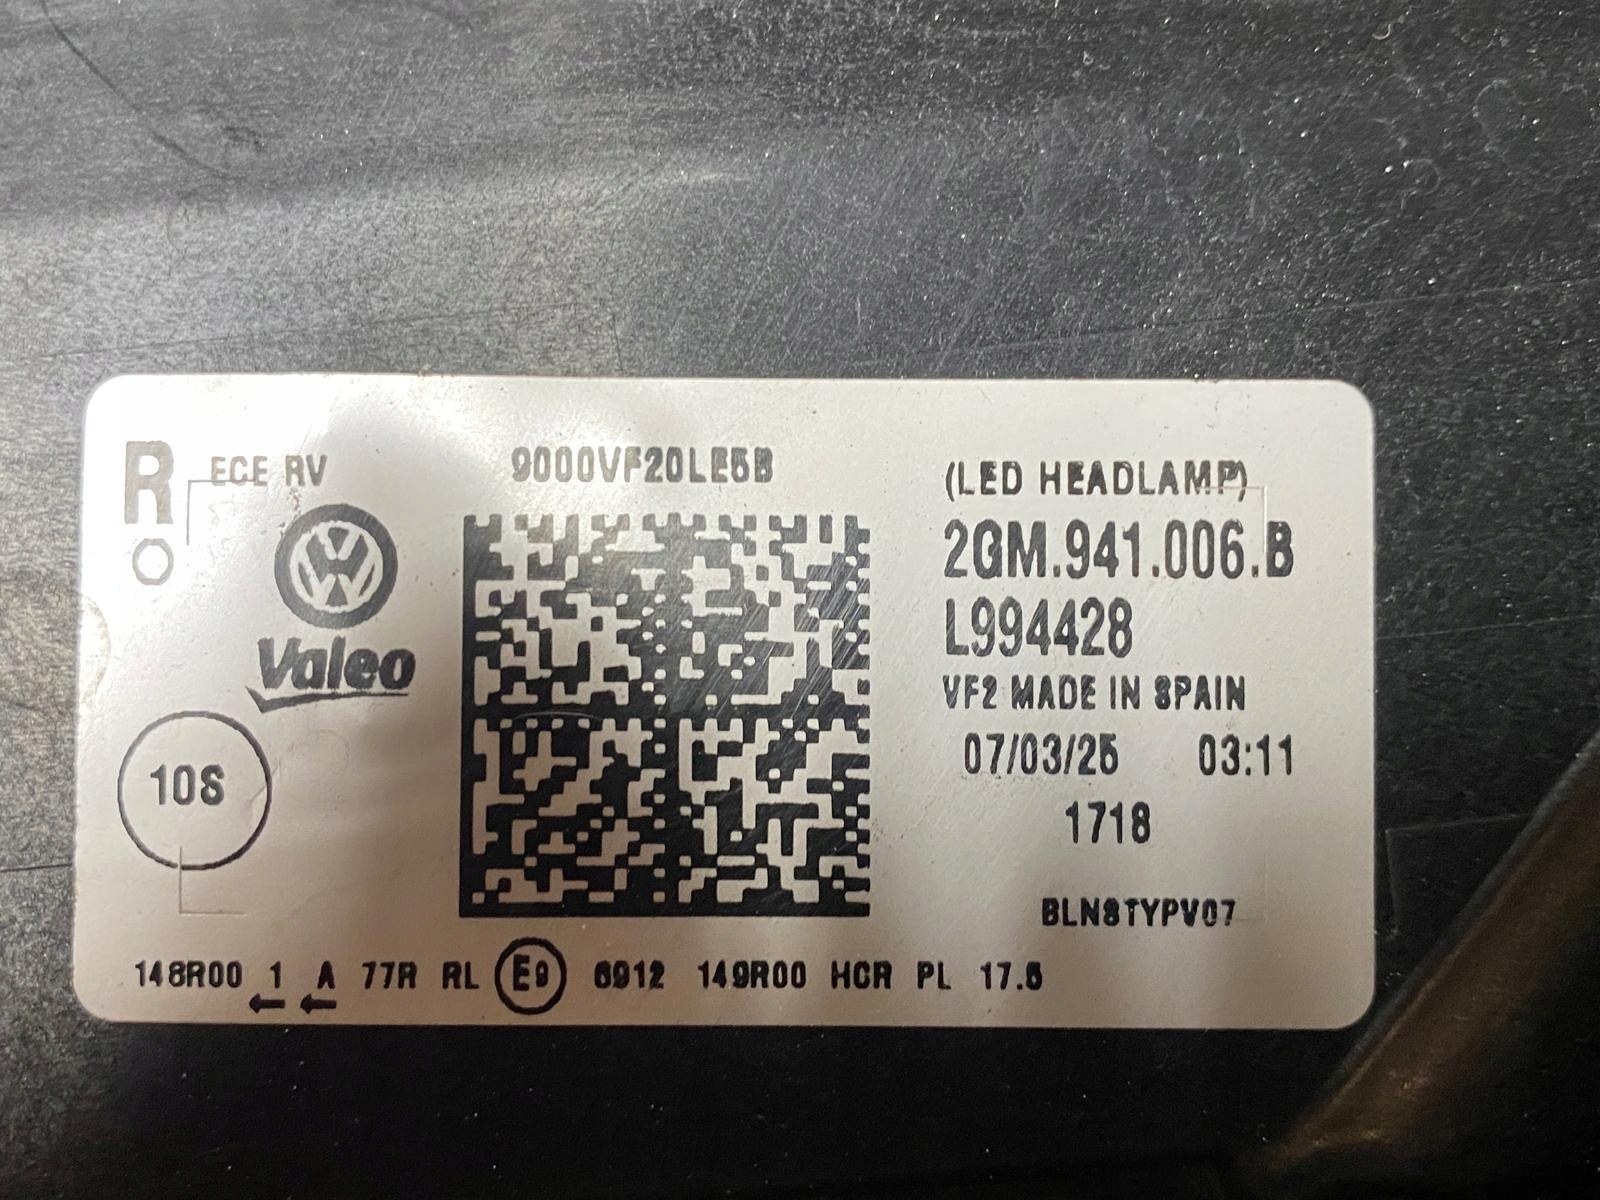 R
O
ECE RV
Valeo
10S
9000VF20LE5B
(LED HEADLAMP)
2GM.941.006.B
L994428
VF2 MADE IN SPAIN
07/03/25 03:11
1718
BLN8TYPV07
148R00 1 A 77R RL E9 6912 149R00 HCR PL 17.5